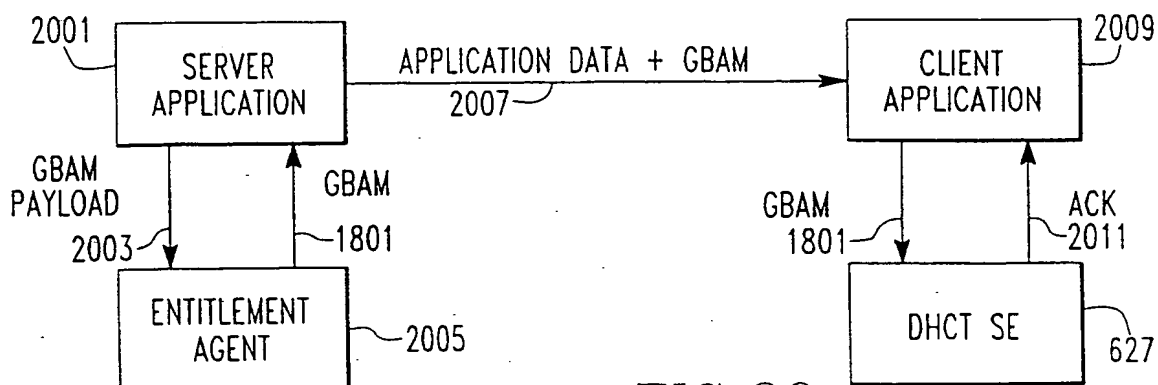 2001
SERVER
APPLICATION
APPLICATION DATA + GBAM
2007
2009
CLIENT
APPLICATION
GBAM
PAYLOAD
2003
GBAM
1801
GBAM
1801
ACK
2011
ENTITLEMENT
AGENT
2005
DHCT SE
627